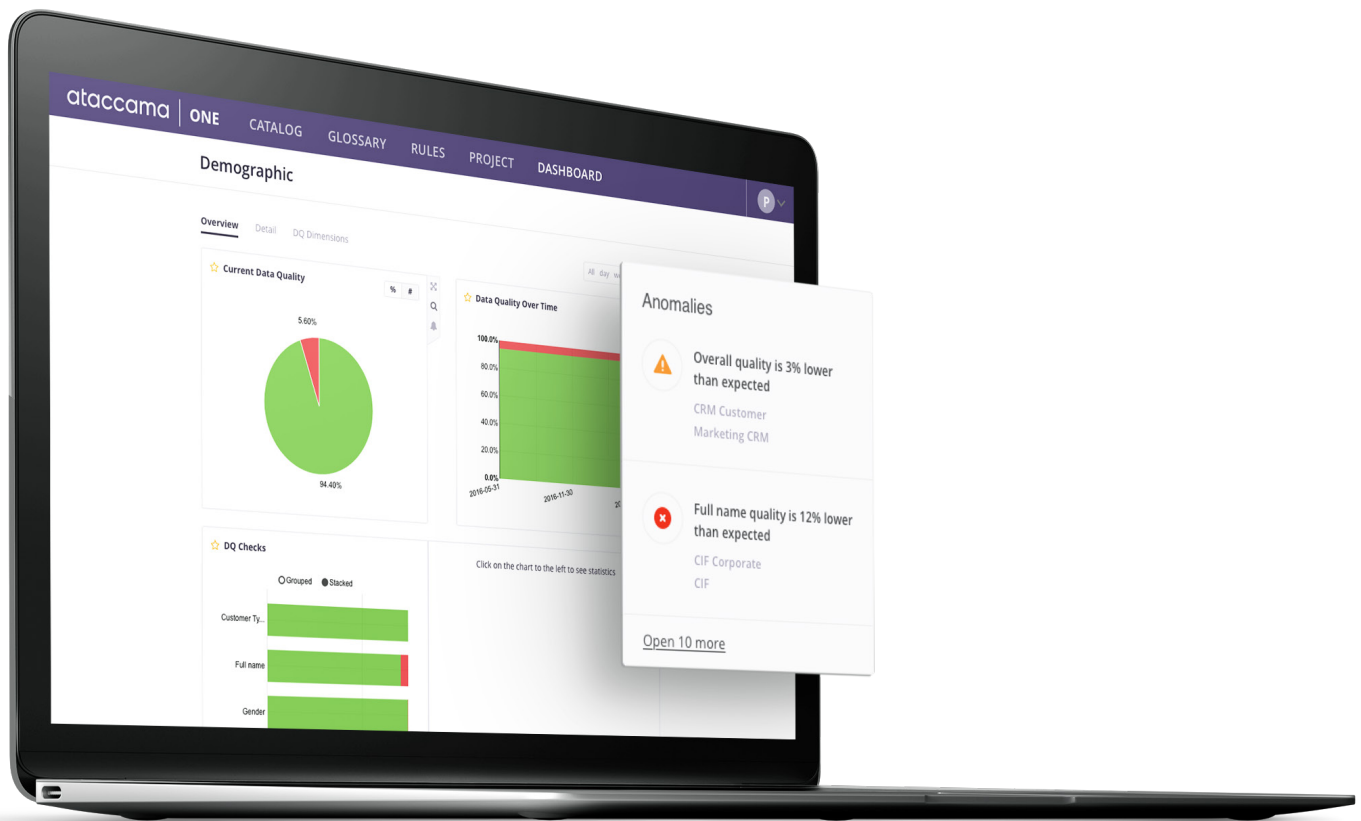 ataccama | ONE CATALOG GLOSSARY RULES PROJECT DASHBOARD P
Demographic
Overview Detail DQ Dimensions
All day
Current Data Quality
% #
5.60%
94.40%
Data Quality Over Time
100.0%
80.0%
60.0%
40.0%
20.0%
0.0%
2016-05-31
2016-11-30
DQ Checks
Grouped Stacked
Customer Ty...
Full name
Gender
Click on the chart to the left to see statistics
Anomalies
Overall quality is 3% lower
than expected
CRM Customer
Marketing CRM
Full name quality is 12% lower
than expected
CIF Corporate
CIF
Open 10 more